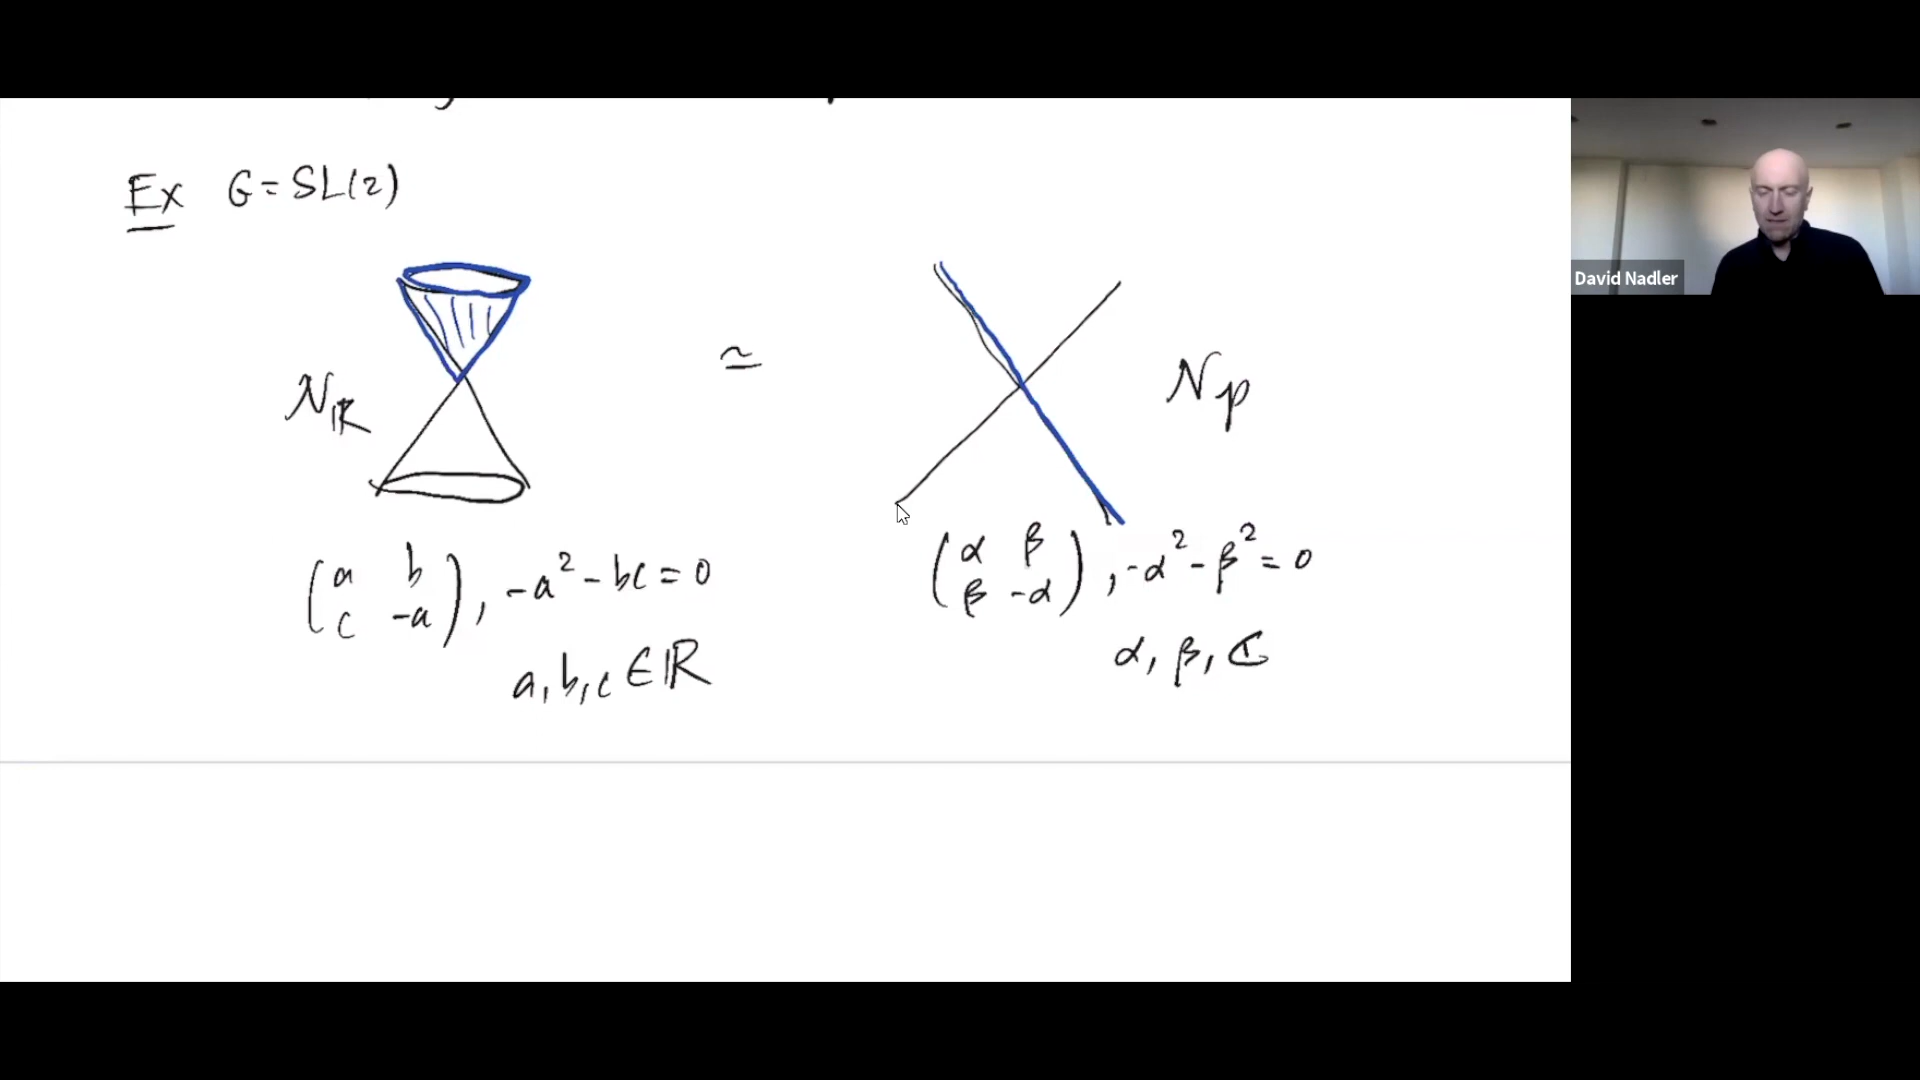 Ex G = SL(2)
David Nadler
N_ℝ ≃ N_p
(a b
c -a), -a² - bc = 0
a, b, c ∈ ℝ
(α β
β -α), -α² - β² = 0
α, β, ℂ